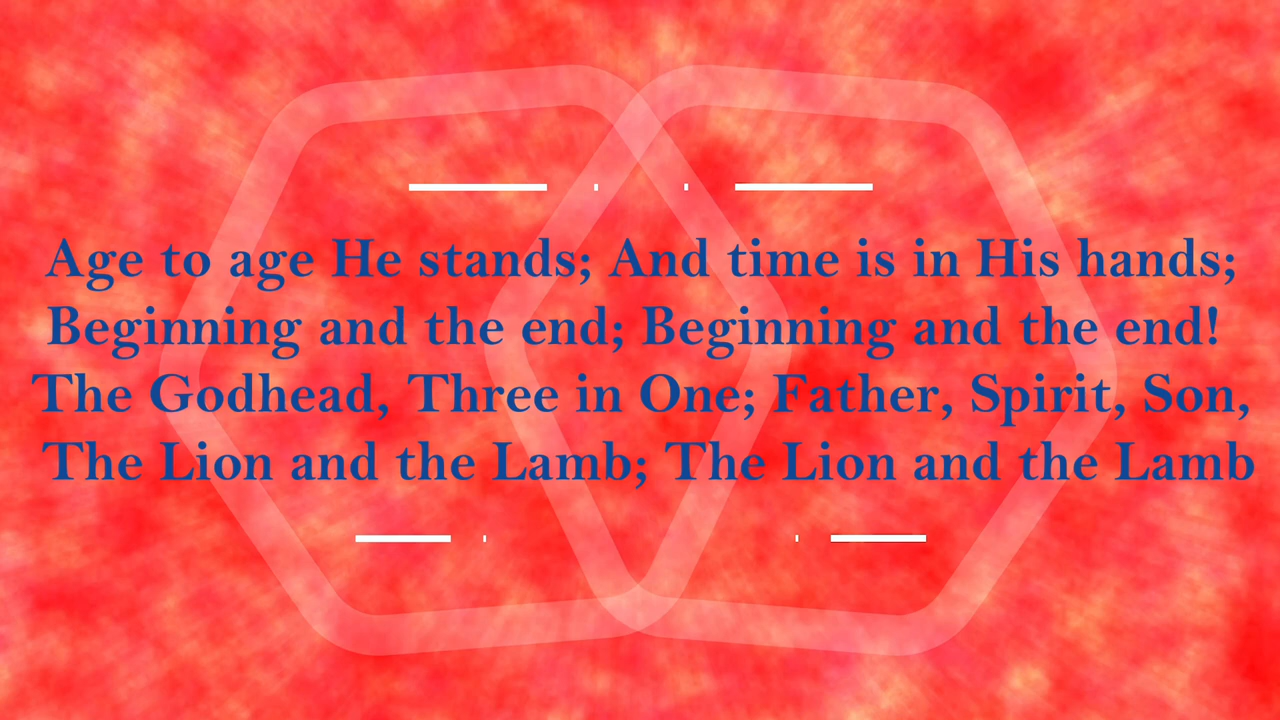 Age to age He stands; And time is in His hands;
Beginning and the end; Beginning and the end!
The Godhead, Three in One; Father, Spirit, Son,
The Lion and the Lamb; The Lion and the Lamb